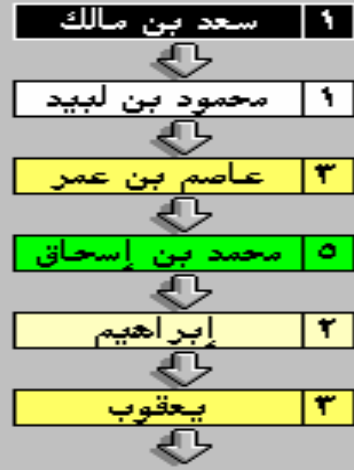 ١ سعد بن مالك
١ محمود بن لبيد
٣ عاصم بن عمر
٥ محمد بن إسحاق
٢ إبراهيم
٣ يعقوب